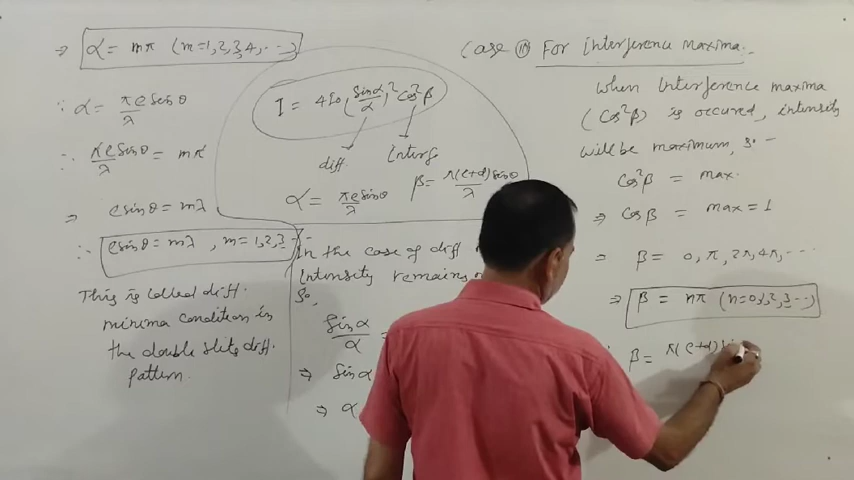 ⇒ α = mπ (m=1,2,3,4,...)
∵ α = πe sinθ / λ
∴ πe sinθ / λ = mπ
⇒ e sinθ = mλ
∴ e sinθ = mλ , m=1,2,3--
This is called diff.
minima condition in
the double slits diff.
pattern.
I = 4I₀ (sinα / α)² cos²β
diff. Interf
α = πe sinθ / λ β = π(e+d) sinθ / λ
In the case of diff
Intensity remains
So,
sinα / α =
⇒ sinα
⇒ α
Case (III) For interference maxima:-
When interference maxima
(cos²β) is occured, intensity
will be maximum, so -
cos²β = max.
⇒ cosβ = max = 1
= β = 0, π, 2π, 4π, ----
⇒ β = nπ (n=0,1,2,3--)
β = π(e+d)